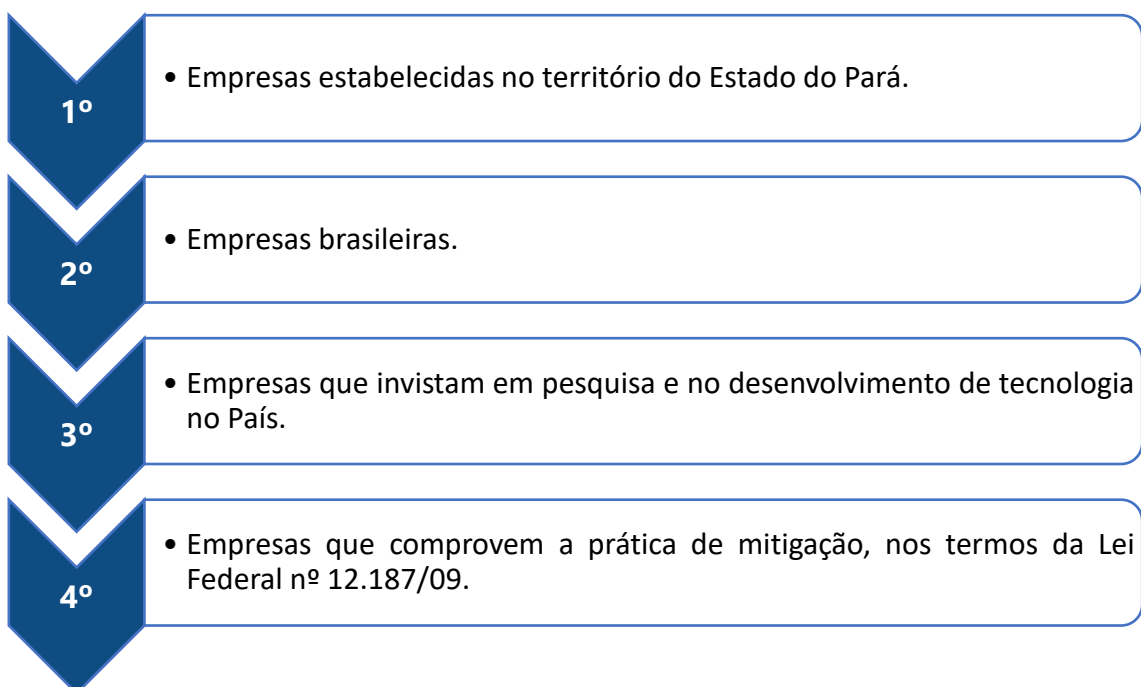 1º
• Empresas estabelecidas no território do Estado do Pará.
2º
• Empresas brasileiras.
3º
• Empresas que invistam em pesquisa e no desenvolvimento de tecnologia
no País.
4º
• Empresas que comprovem a prática de mitigação, nos termos da Lei
Federal nº 12.187/09.